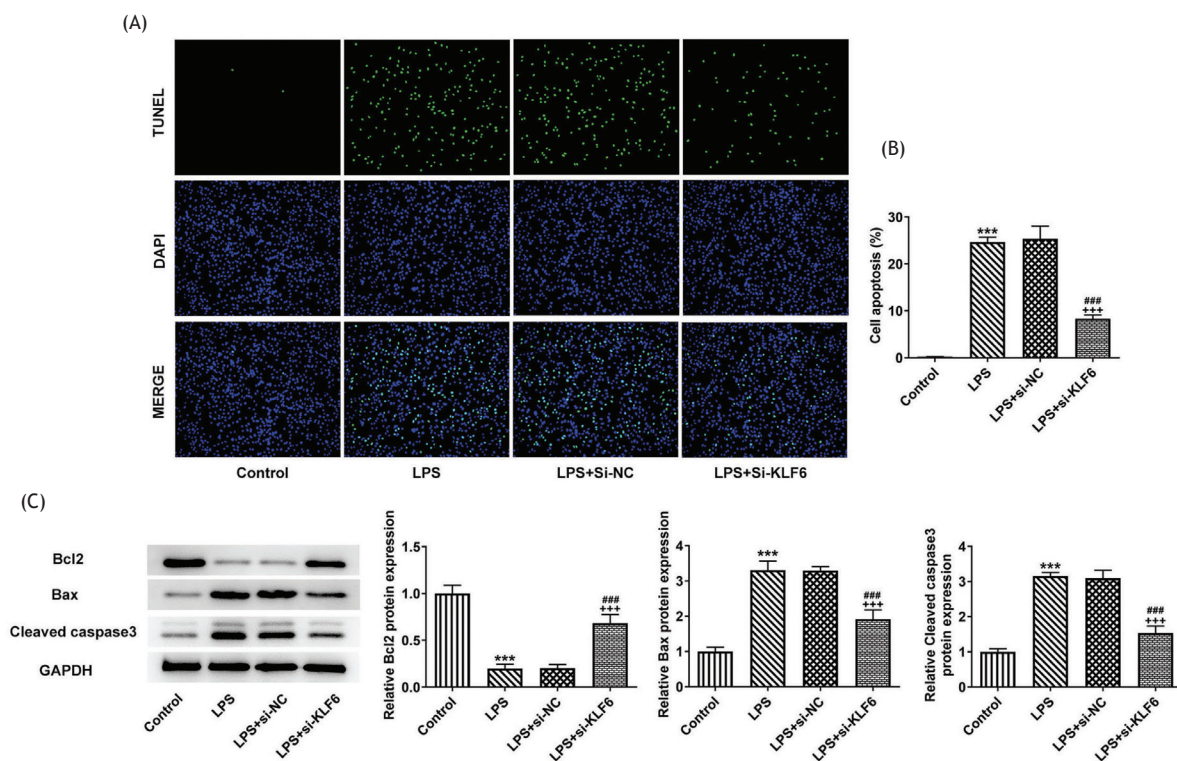 (A)
TUNEL
DAPI
MERGE
Control
LPS
LPS+Si-NC
LPS+Si-KLF6
(B)
Cell apoptosis (%)
30
20
10
0
***
###
+++
Control
LPS
LPS+si-NC
LPS+si-KLF6
(C)
Bcl2
Bax
Cleaved caspase3
GAPDH
Control
LPS
LPS+si-NC
LPS+si-KLF6
Relative Bcl2 protein expression
1.5
1.0
0.5
0.0
***
###
+++
Control
LPS
LPS+si-NC
LPS+si-KLF6
Relative Bax protein expression
4
3
2
1
0
***
###
+++
Control
LPS
LPS+si-NC
LPS+si-KLF6
Relative Cleaved caspase3
protein expression
4
3
2
1
0
***
###
+++
Control
LPS
LPS+si-NC
LPS+si-KLF6